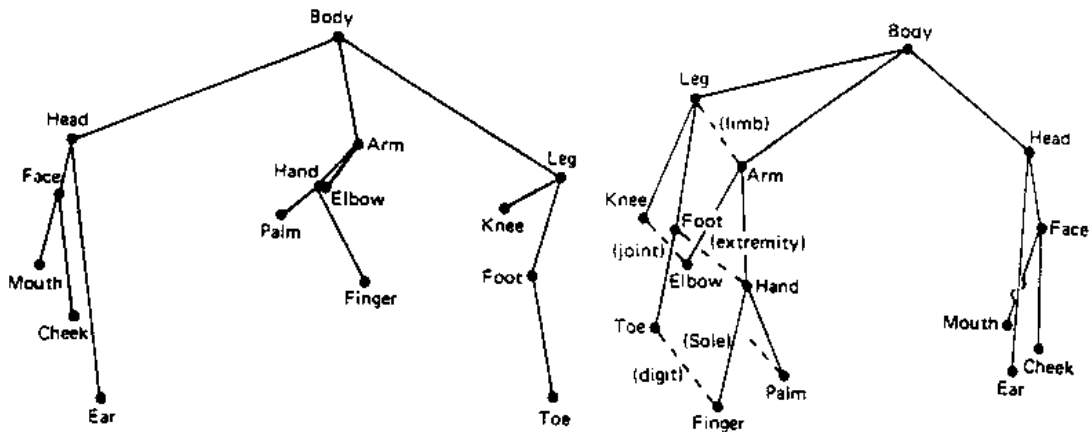 Body
Head
Arm
Leg
Face
Hand
Elbow
Knee
Palm
Mouth
Foot
Finger
Cheek
Ear
Toe
Body
Leg
(limb)
Head
Arm
Knee
Foot
Face
(extremity)
(joint)
Elbow
Hand
Toe
Mouth
(Sole)
Cheek
(digit)
Palm
Ear
Finger